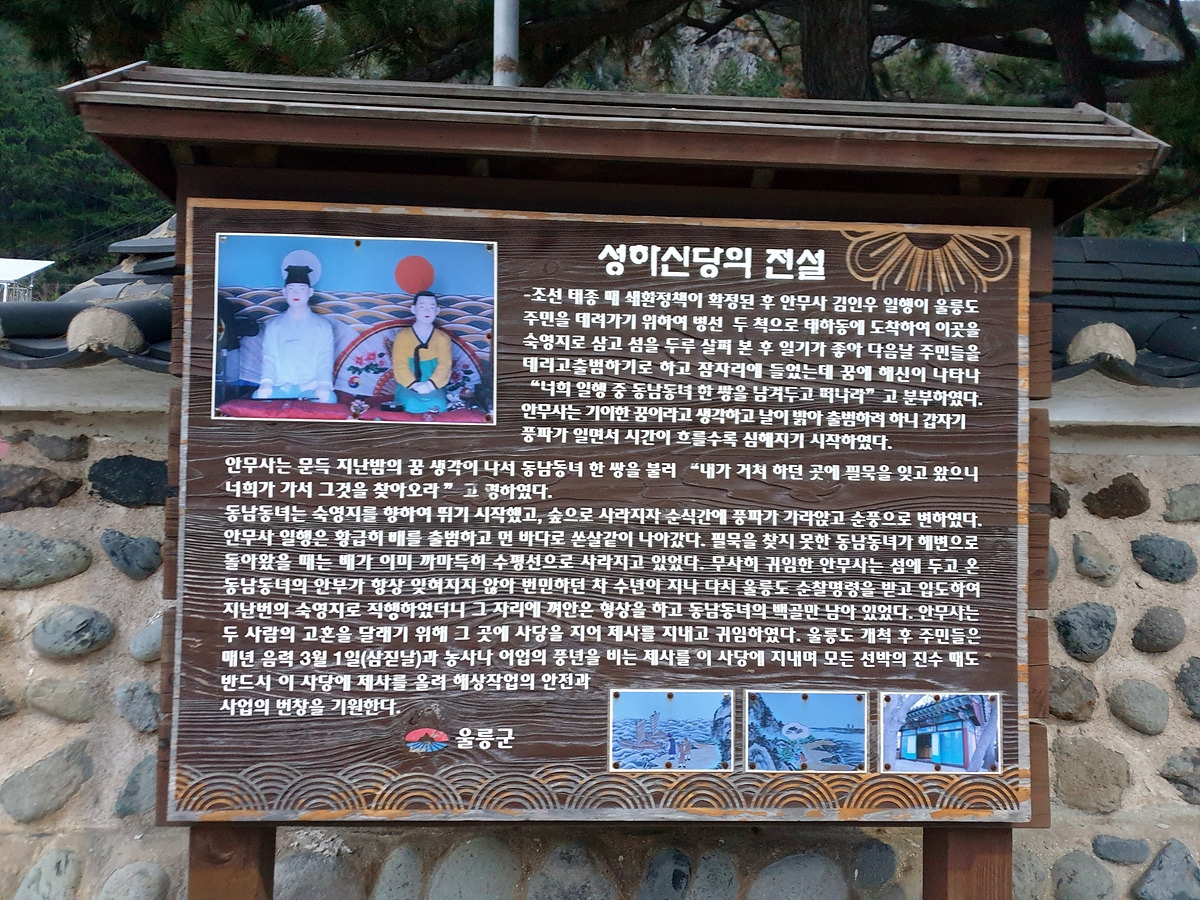 성하신당의 전설
-조선 태종 때 쇄환정책이 확정된 후 안무사 김인우 일행이 울릉도
주민을 데려가기 위하여 병선 두 척으로 태하동에 도착하여 이곳을
숙영지로 삼고 섬을 두루 살펴 본 후 일기가 좋아 다음날 주민들을
데리고출범하기로 하고 잠자리에 들었는데 꿈에 해신이 나타나
“너희 일행 중 동남동녀 한 쌍을 남겨두고 떠나라”고 분부하였다.
안무사는 기이한 꿈이라고 생각하고 날이 밝아 출범하려 하니 갑자기
풍파가 일면서 시간이 흐를수록 심해지기 시작하였다.
안무사는 문득 지난밤의 꿈 생각이 나서 동남동녀 한 쌍을 불러 “내가 거처 하던 곳에 필묵을 잊고 왔으니
너희가 가서 그것을 찾아오라” 고 명하였다.
동남동녀는 숙영지를 향하여 뛰기 시작했고, 숲으로 사라지자 순식간에 풍파가 가라앉고 순풍으로 변하였다.
안무사 일행은 황급히 배를 출범하고 먼 바다로 쏜살같이 나아갔다. 필묵을 찾지 못한 동남동녀가 해변으로
돌아왔을 때는 배가 이미 까마득히 수평선으로 사라지고 있었다. 무사히 귀임한 안무사는 섬에 두고 온
동남동녀의 안부가 항상 잊혀지지 않아 번민하던 차 수년이 지나 다시 울릉도 순찰명령을 받고 입도하여
지난번의 숙영지로 직행하였더니 그 자리에 껴안은 형상을 하고 동남동녀의 백골만 남아 있었다. 안무사는
두 사람의 고혼을 달래기 위해 그 곳에 사당을 지어 제사를 지내고 귀임하였다. 울릉도 개척 후 주민들은
매년 음력 3월 1일(삼짇날)과 농사나 어업의 풍년을 비는 제사를 이 사당에 지내며 모든 선박의 진수 때도
반드시 이 사당에 제사를 올려 해상작업의 안전과
사업의 번창을 기원한다.
울릉군